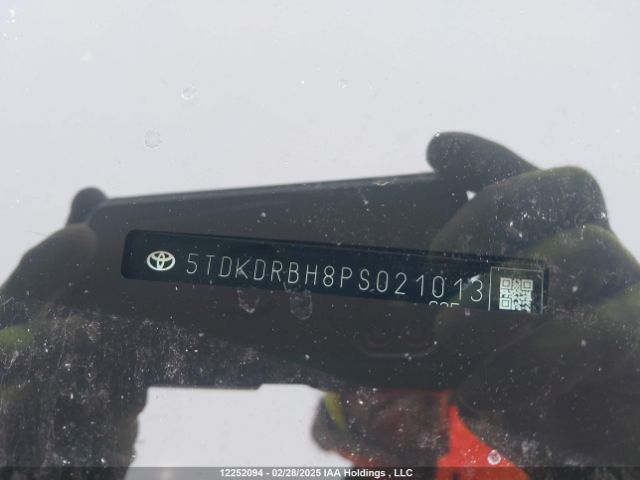 5TDKDRBH8PS021013
12252094 - 02/28/2025 IAA Holdings , LLC